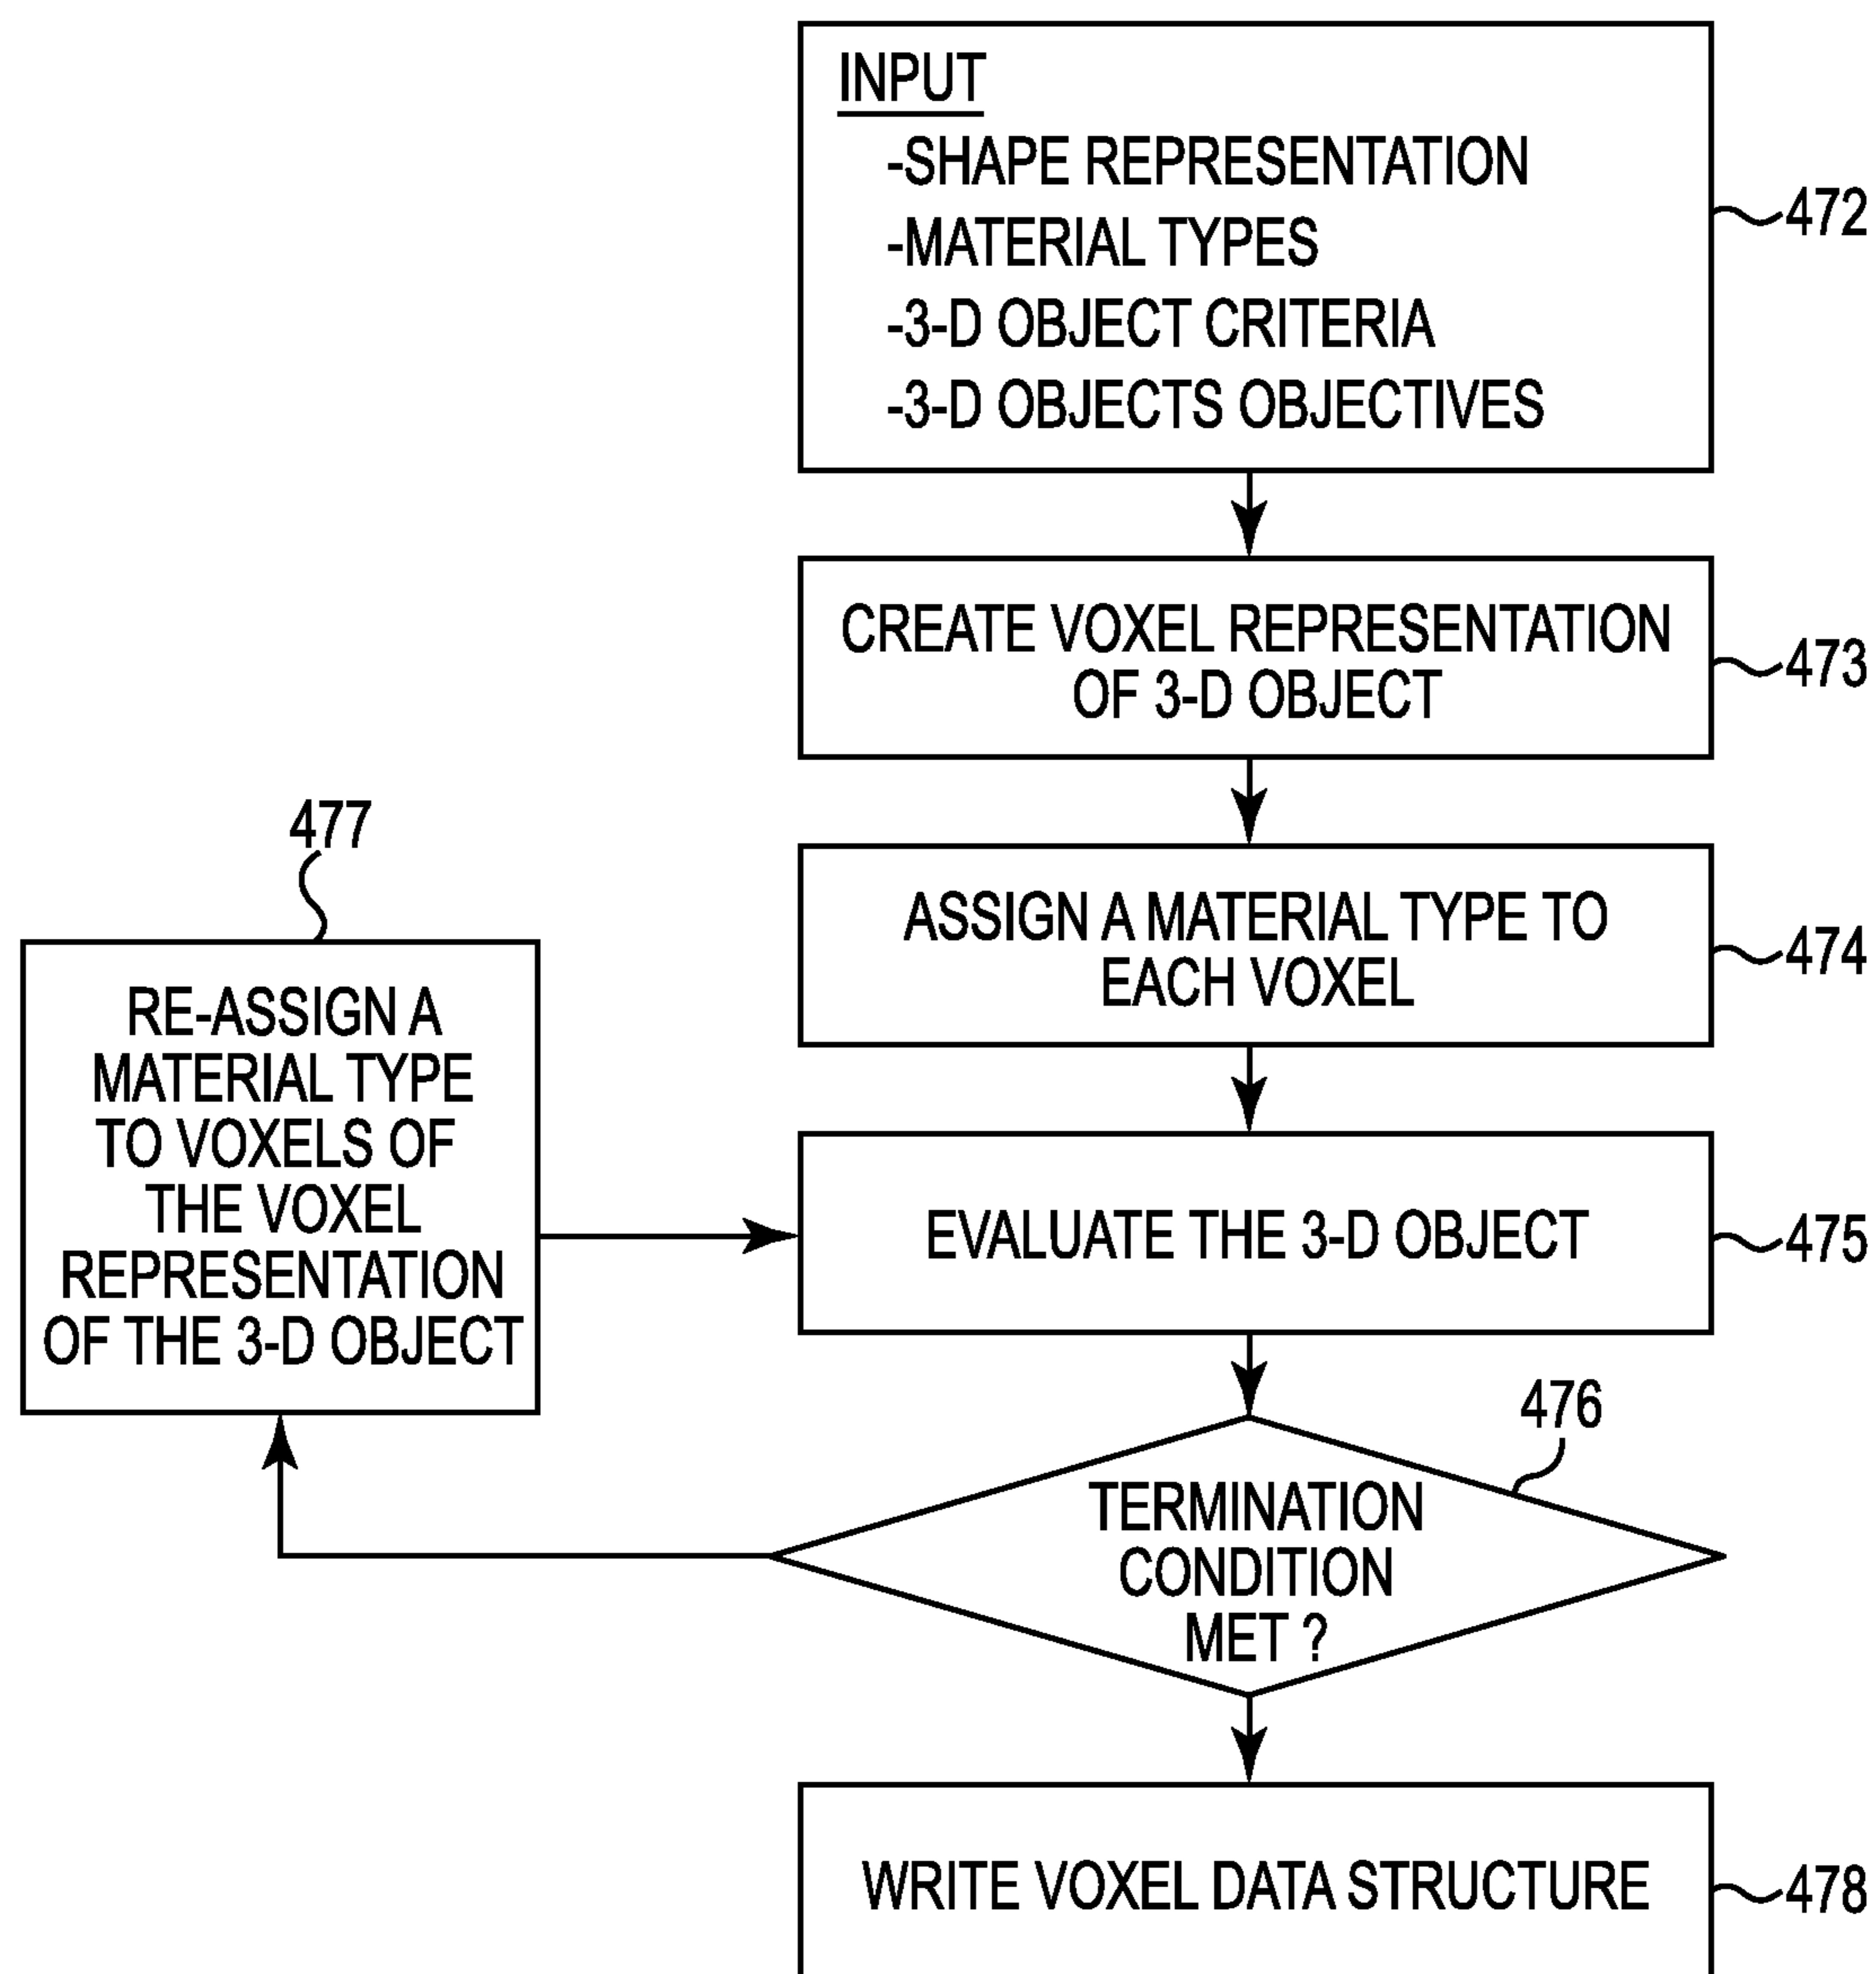 INPUT
-SHAPE REPRESENTATION
-MATERIAL TYPES
-3-D OBJECT CRITERIA
-3-D OBJECTS OBJECTIVES
472
CREATE VOXEL REPRESENTATION
OF 3-D OBJECT
473
ASSIGN A MATERIAL TYPE TO
EACH VOXEL
474
477
RE-ASSIGN A
MATERIAL TYPE
TO VOXELS OF
THE VOXEL
REPRESENTATION
OF THE 3-D OBJECT
EVALUATE THE 3-D OBJECT
475
476
TERMINATION
CONDITION
MET ?
WRITE VOXEL DATA STRUCTURE
478